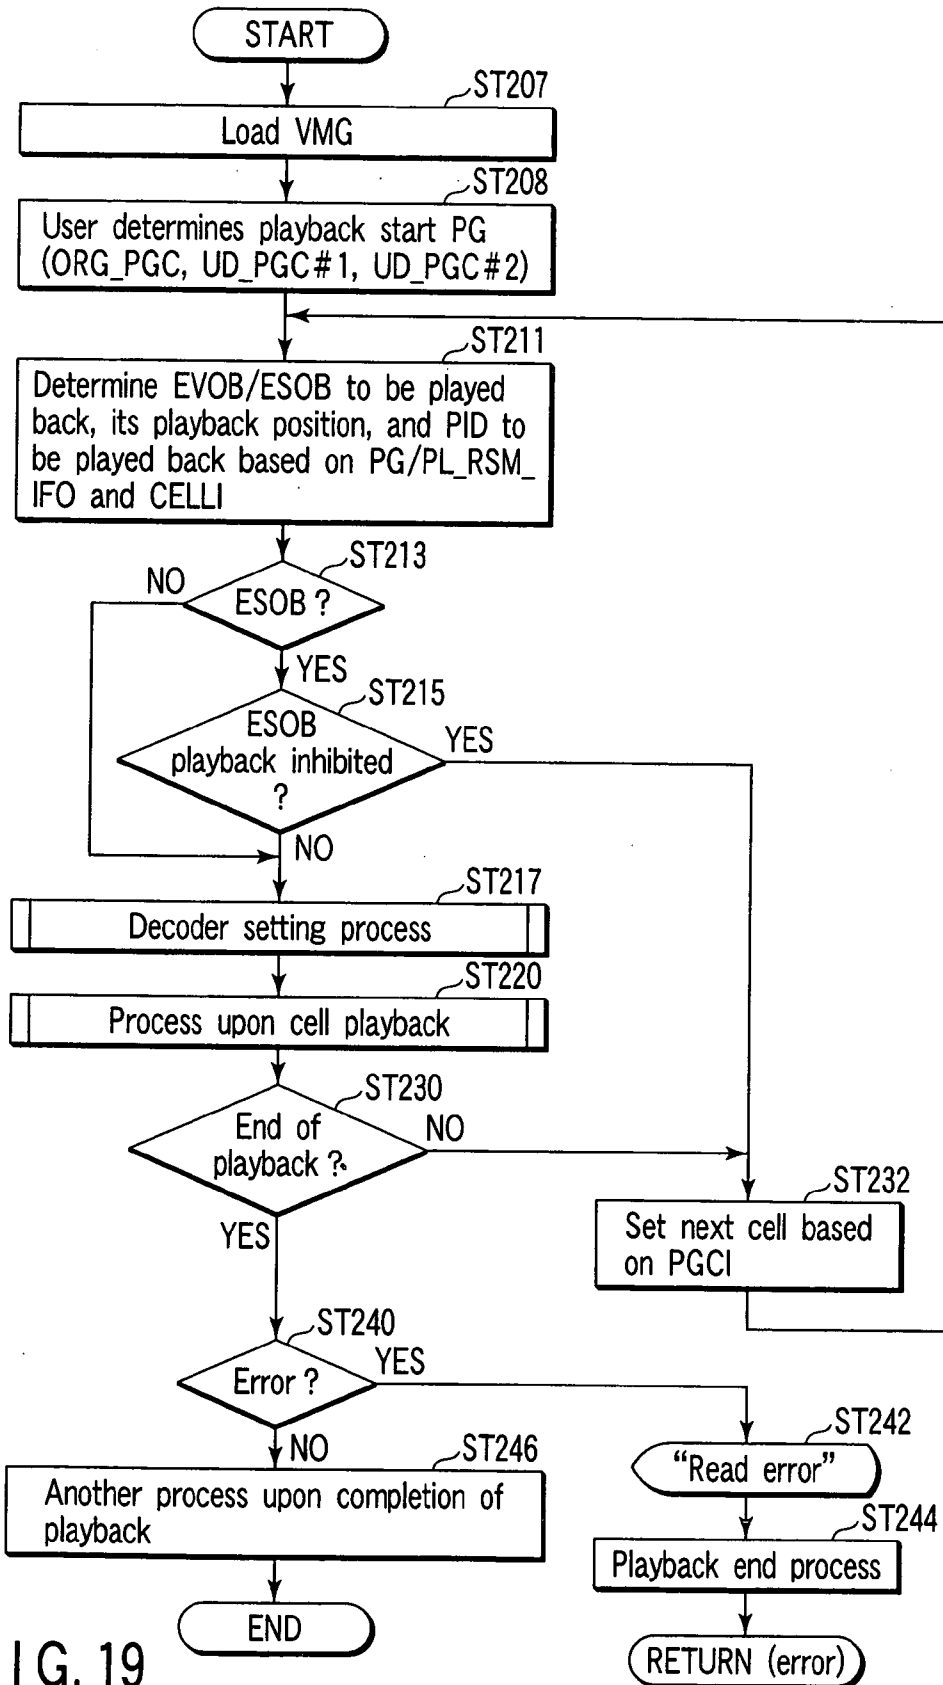 START
ST207
Load VMG
ST208
User determines playback start PG
(ORG_PGC, UD_PGC#1, UD_PGC#2)
ST211
Determine EVOB/ESOB to be played
back, its playback position, and PID to
be played back based on PG/PL_RSM_
IFO and CELLI
ST213
NO
ESOB ?
YES
ST215
ESOB
playback inhibited
?
YES
NO
ST217
Decoder setting process
ST220
Process upon cell playback
ST230
End of
playback ?
NO
YES
ST232
Set next cell based
on PGCI
ST240
Error ?
YES
NO
ST242
“Read error”
ST246
Another process upon completion of
playback
ST244
Playback end process
END
RETURN (error)
IG. 19